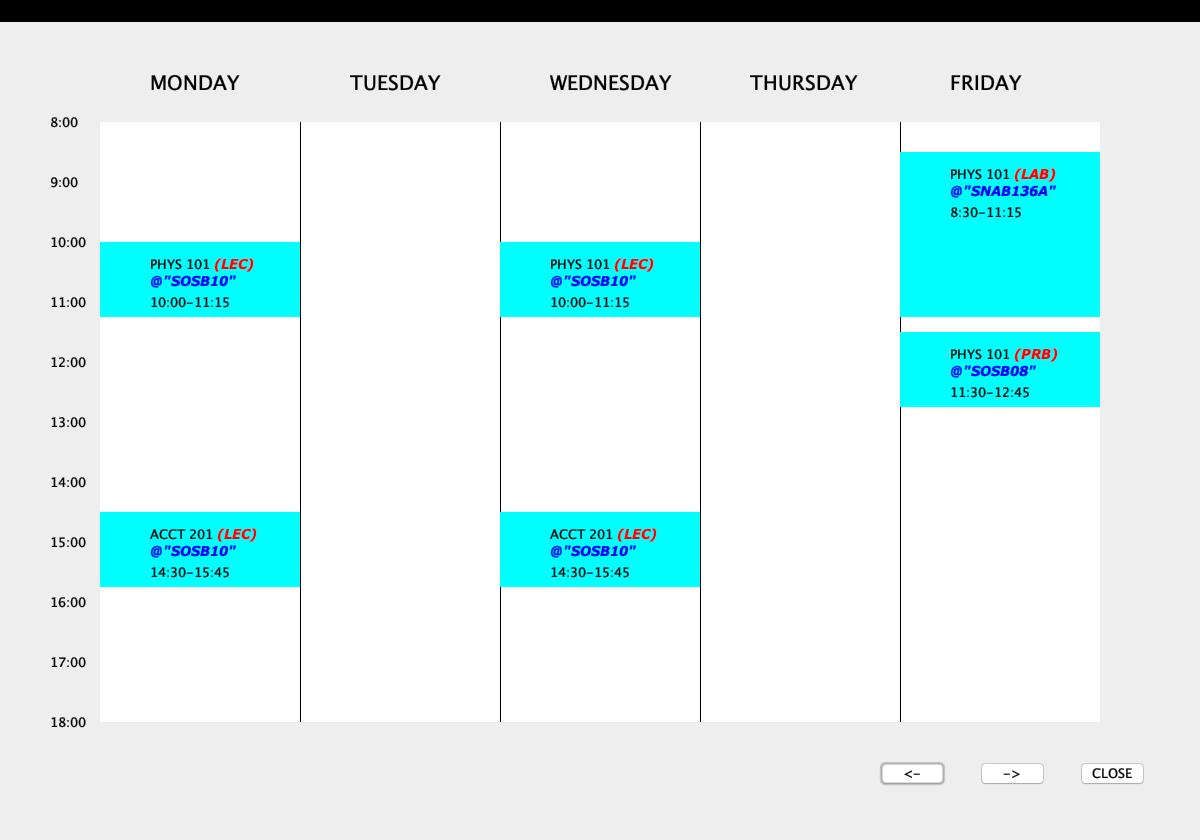 MONDAY TUESDAY WEDNESDAY THURSDAY FRIDAY
8:00
PHYS 101 (LAB)
@"SNAB136A"
8:30-11:15
9:00
10:00
PHYS 101 (LEC)
@"SOSB10"
10:00-11:15
PHYS 101 (LEC)
@"SOSB10"
10:00-11:15
11:00
PHYS 101 (PRB)
@"SOSB08"
11:30-12:45
12:00
13:00
14:00
ACCT 201 (LEC)
@"SOSB10"
14:30-15:45
ACCT 201 (LEC)
@"SOSB10"
14:30-15:45
15:00
16:00
17:00
18:00
<- -> CLOSE